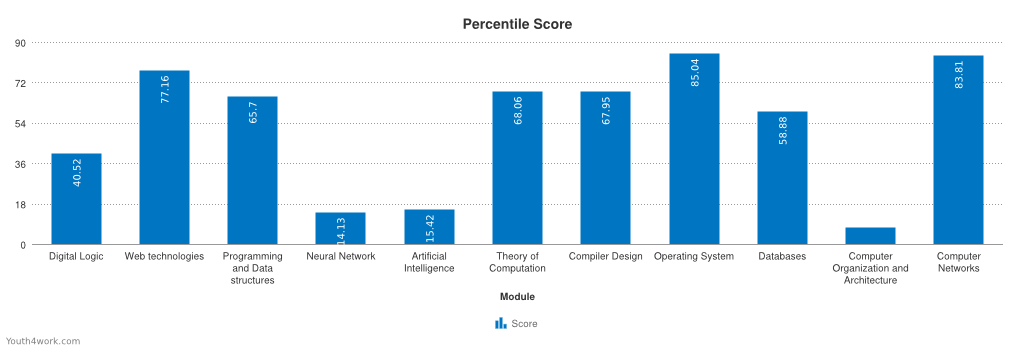 Percentile Score
90
72
54
36
18
0
40.52
77.16
65.7
14.13
15.42
68.06
67.95
85.04
58.88
83.81
Digital Logic
Web technologies
Programming
and Data
structures
Neural Network
Artificial
Intelligence
Theory of
Computation
Compiler Design
Operating System
Databases
Computer
Organization and
Architecture
Computer
Networks
Module
Score
Youth4work.com